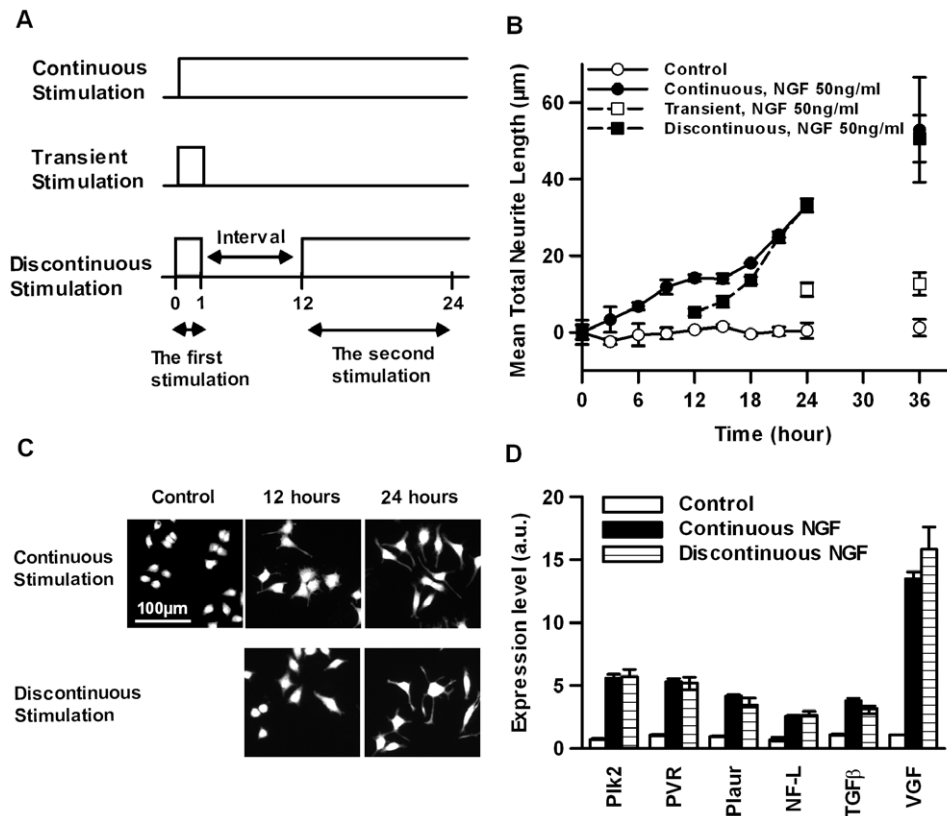 A
Continuous
Stimulation
Transient
Stimulation
Discontinuous
Stimulation
Interval
0 1 12 24
The first
stimulation
The second
stimulation
B
Mean Total Neurite Length (μm)
60
40
20
0
Control
Continuous, NGF 50ng/ml
Transient, NGF 50ng/ml
Discontinuous, NGF 50ng/ml
0 6 12 18 24 30 36
Time (hour)
C
Control 12 hours 24 hours
Continuous
Stimulation
100μm
Discontinuous
Stimulation
D
Expression level (a.u.)
20
15
10
5
0
Control
Continuous NGF
Discontinuous NGF
Plk2
PVR
Plaur
NF-L
TGFβ
VGF